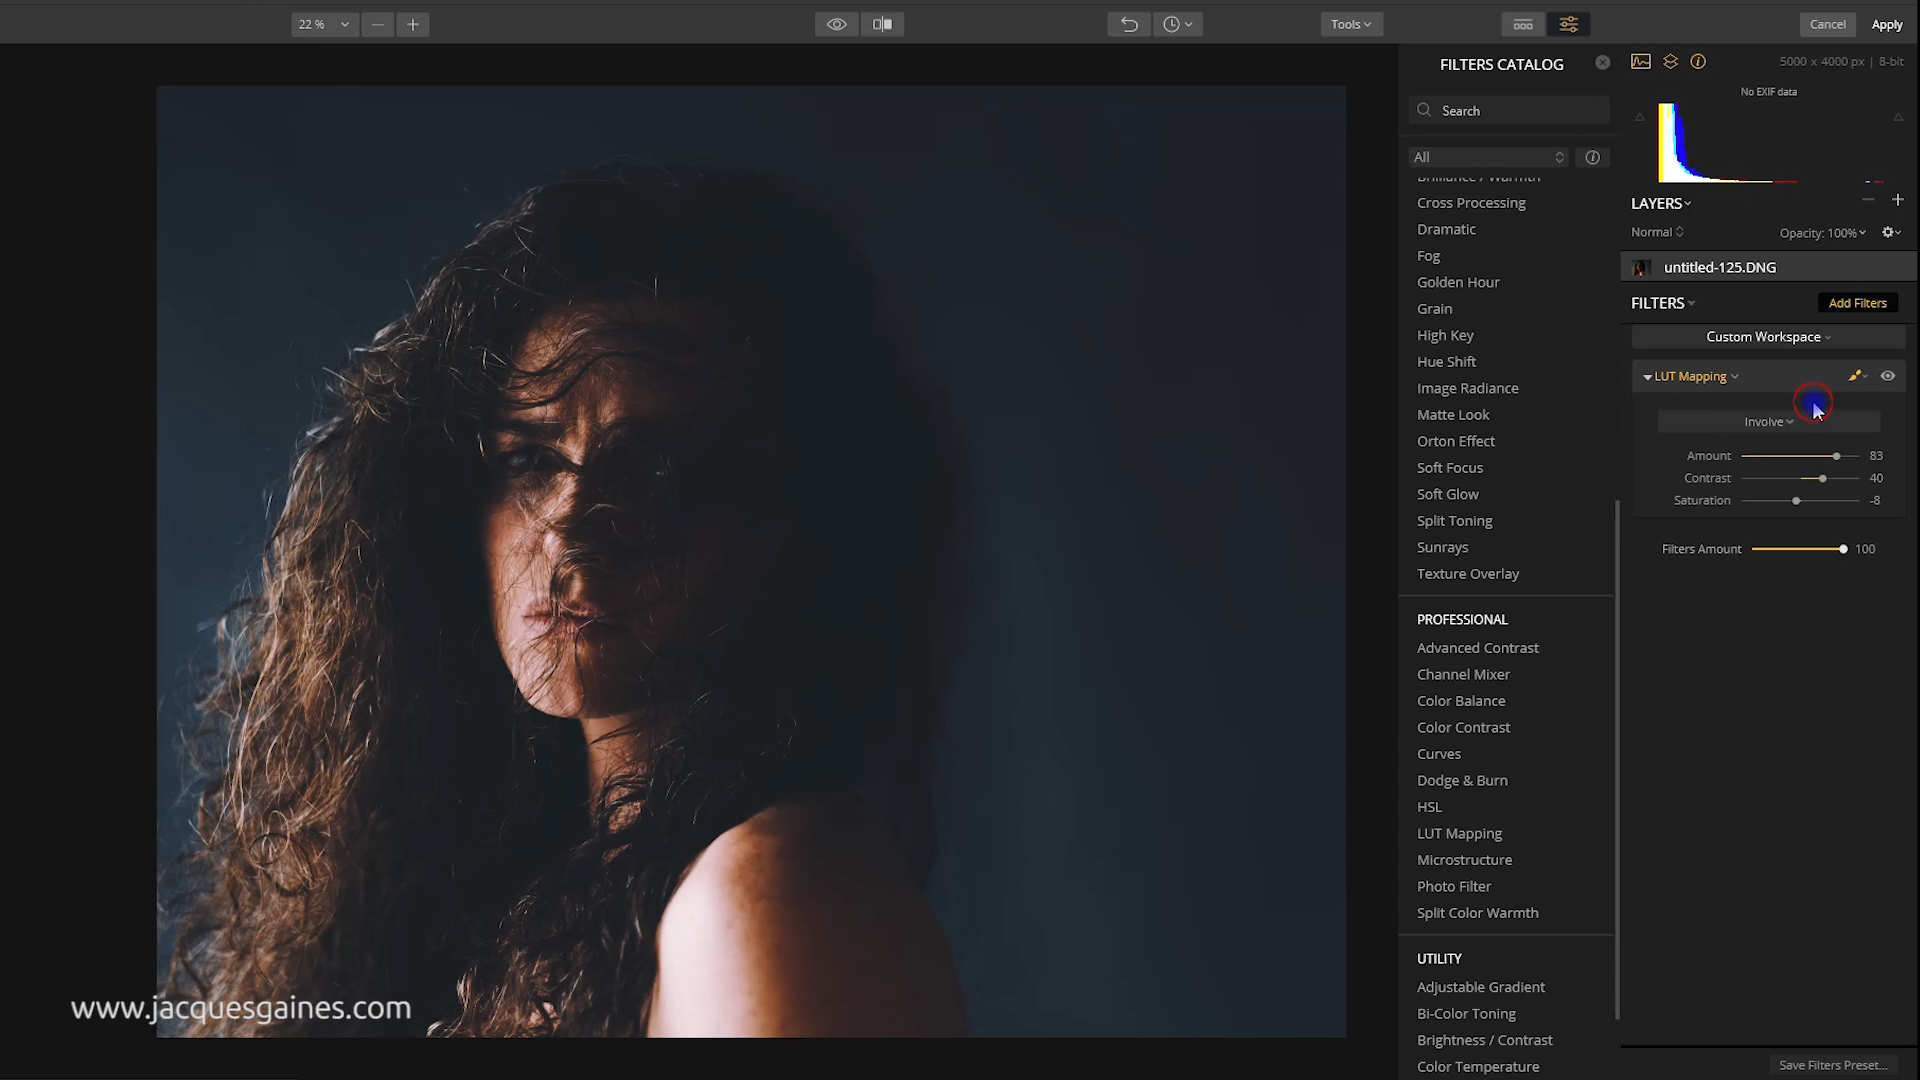 22 %
Tools
Cancel
Apply
FILTERS CATALOG
5000 x 4000 px | 8-bit
No EXIF data
Search
All
Brilliance / Warmth
Cross Processing
Dramatic
Fog
Golden Hour
Grain
High Key
Hue Shift
Image Radiance
Matte Look
Orton Effect
Soft Focus
Soft Glow
Split Toning
Sunrays
Texture Overlay
PROFESSIONAL
Advanced Contrast
Channel Mixer
Color Balance
Color Contrast
Curves
Dodge & Burn
HSL
LUT Mapping
Microstructure
Photo Filter
Split Color Warmth
UTILITY
Adjustable Gradient
Bi-Color Toning
Brightness / Contrast
Color Temperature
LAYERS
Normal
Opacity: 100%
untitled-125.DNG
FILTERS
Add Filters
Custom Workspace
LUT Mapping
Involve
Amount 83
Contrast 40
Saturation -8
Filters Amount 100
Save Filters Preset...
www.jacquesgaines.com